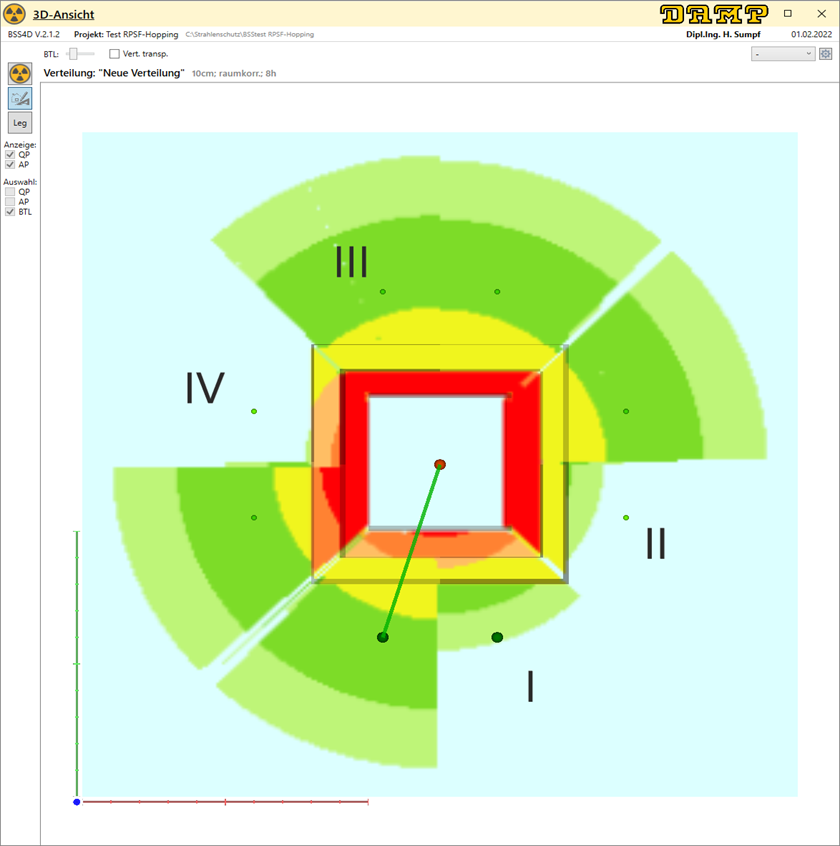 3D-Ansicht
DAMP
BSS4D V.2.1.2 Projekt: Test RPSF-Hopping C:\Strahlenschutz\BSStest RPSF-Hopping Dipl.Ing. H. Sumpf 01.02.2022
BTL: Vert. transp. -
Verteilung: "Neue Verteilung" 10cm; raumkorr.; 8h
Leg
Anzeige:
QP
AP
Auswahl:
QP
AP
BTL
III
IV
II
I